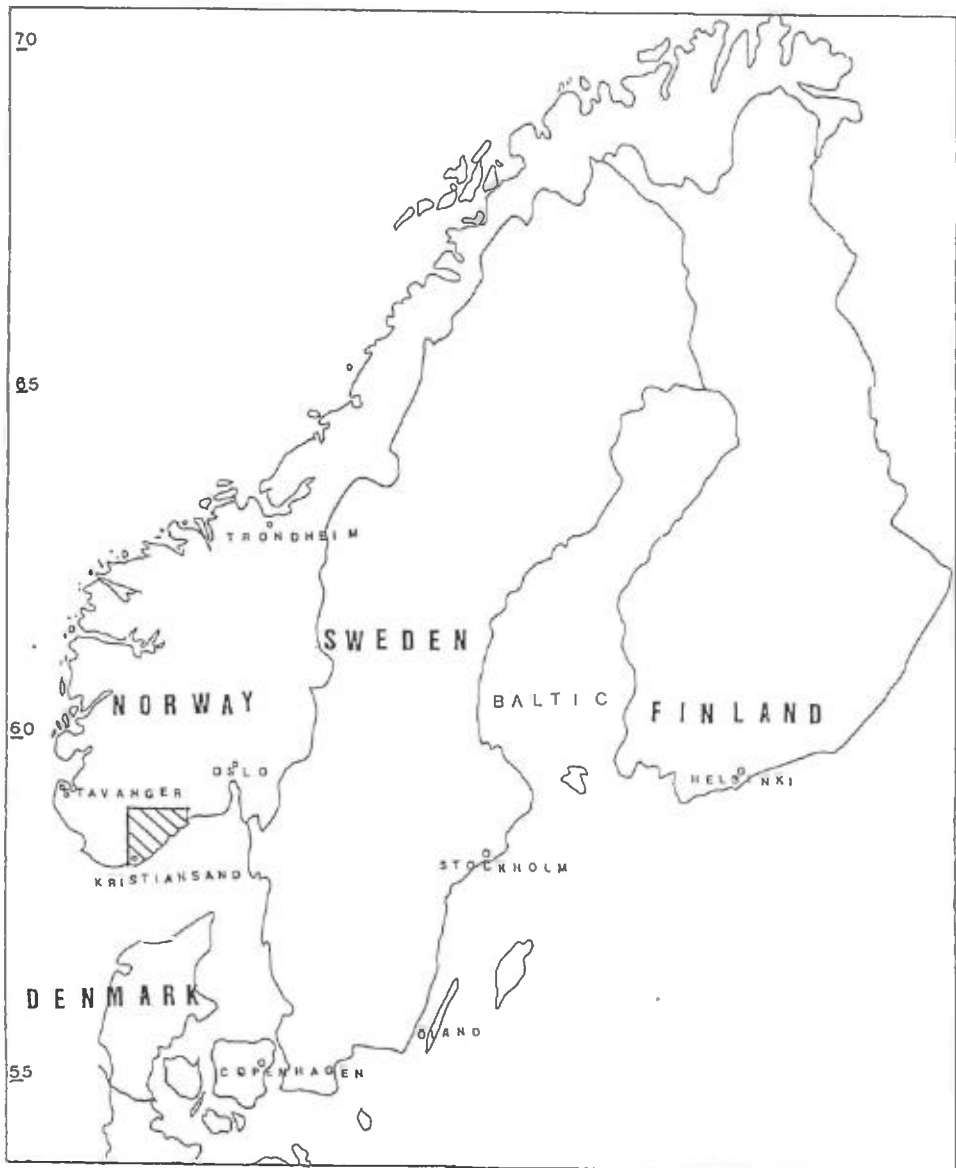 70
65
TRONDHEIM
SWEDEN
BALTIC
NORWAY
FINLAND
60
OSLO
HELSINKI
STAVANGER
STOCKHOLM
KRISTIANSAND
DENMARK
ÖLAND
COPENHAGEN
55